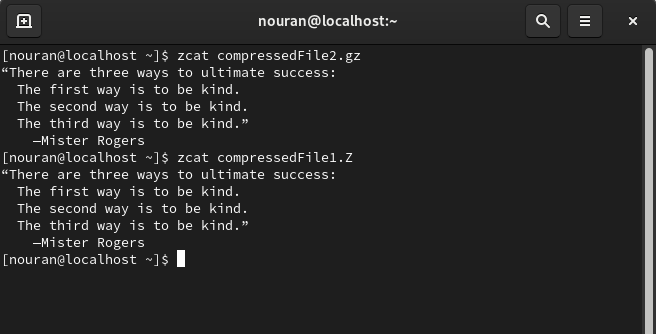 nouran@localhost:~
[nouran@localhost ~]$ zcat compressedFile2.gz
“There are three ways to ultimate success:
  The first way is to be kind.
  The second way is to be kind.
  The third way is to be kind.”
    —Mister Rogers
[nouran@localhost ~]$ zcat compressedFile1.Z
“There are three ways to ultimate success:
  The first way is to be kind.
  The second way is to be kind.
  The third way is to be kind.”
    —Mister Rogers
[nouran@localhost ~]$